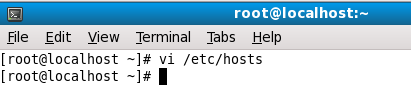 root@localhost:~
File Edit View Terminal Tabs Help
[root@localhost ~]# vi /etc/hosts
[root@localhost ~]#